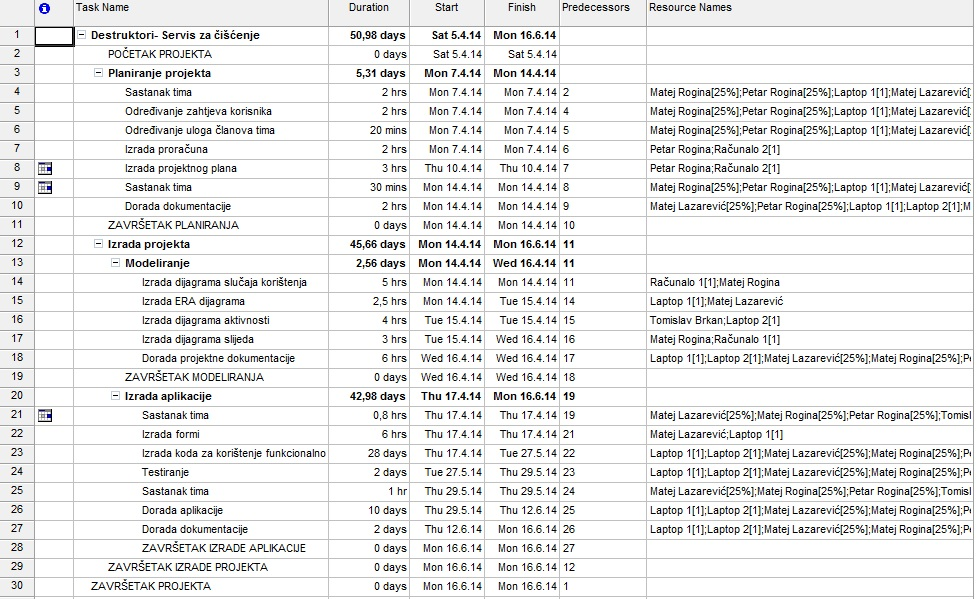 Task Name Duration Start Finish Predecessors Resource Names
1 Destruktori- Servis za čišćenje 50,98 days Sat 5.4.14 Mon 16.6.14
2 POČETAK PROJEKTA 0 days Sat 5.4.14 Sat 5.4.14
3 Planiranje projekta 5,31 days Mon 7.4.14 Mon 14.4.14
4 Sastanak tima 2 hrs Mon 7.4.14 Mon 7.4.14 2 Matej Rogina[25%];Petar Rogina[25%];Laptop 1[1];Matej Lazarević[
5 Određivanje zahtjeva korisnika 2 hrs Mon 7.4.14 Mon 7.4.14 4 Matej Rogina[25%];Petar Rogina[25%];Laptop 1[1];Matej Lazarević[
6 Određivanje uloga članova tima 20 mins Mon 7.4.14 Mon 7.4.14 5 Matej Rogina[25%];Petar Rogina[25%];Laptop 1[1];Matej Lazarević[
7 Izrada proračuna 2 hrs Mon 7.4.14 Mon 7.4.14 6 Petar Rogina;Računalo 2[1]
8 Izrada projektnog plana 3 hrs Thu 10.4.14 Thu 10.4.14 7 Petar Rogina;Računalo 2[1]
9 Sastanak tima 30 mins Mon 14.4.14 Mon 14.4.14 8 Matej Rogina[25%];Petar Rogina[25%];Laptop 1[1];Matej Lazarević[
10 Dorada dokumentacije 2 hrs Mon 14.4.14 Mon 14.4.14 9 Matej Lazarević[25%];Petar Rogina[25%];Laptop 1[1];Laptop 2[1];M
11 ZAVRŠETAK PLANIRANJA 0 days Mon 14.4.14 Mon 14.4.14 10
12 Izrada projekta 45,66 days Mon 14.4.14 Mon 16.6.14 11
13 Modeliranje 2,56 days Mon 14.4.14 Wed 16.4.14 11
14 Izrada dijagrama slučaja korištenja 5 hrs Mon 14.4.14 Mon 14.4.14 11 Računalo 1[1];Matej Rogina
15 Izrada ERA dijagrama 2,5 hrs Mon 14.4.14 Tue 15.4.14 14 Laptop 1[1];Matej Lazarević
16 Izrada dijagrama aktivnosti 4 hrs Tue 15.4.14 Tue 15.4.14 15 Tomislav Brkan;Laptop 2[1]
17 Izrada dijagrama slijeda 3 hrs Tue 15.4.14 Wed 16.4.14 16 Matej Rogina;Računalo 1[1]
18 Dorada projektne dokumentacije 6 hrs Wed 16.4.14 Wed 16.4.14 17 Laptop 1[1];Laptop 2[1];Matej Lazarević[25%];Matej Rogina[25%];P
19 ZAVRŠETAK MODELIRANJA 0 days Wed 16.4.14 Wed 16.4.14 18
20 Izrada aplikacije 42,98 days Thu 17.4.14 Mon 16.6.14 19
21 Sastanak tima 0,8 hrs Thu 17.4.14 Thu 17.4.14 19 Matej Lazarević[25%];Matej Rogina[25%];Petar Rogina[25%];Tomisl
22 Izrada formi 6 hrs Thu 17.4.14 Thu 17.4.14 21 Matej Lazarević;Laptop 1[1]
23 Izrada koda za korištenje funkcionalno 28 days Thu 17.4.14 Tue 27.5.14 22 Laptop 1[1];Laptop 2[1];Matej Lazarević[25%];Matej Rogina[25%];P
24 Testiranje 2 days Tue 27.5.14 Thu 29.5.14 23 Laptop 1[1];Laptop 2[1];Matej Lazarević[25%];Matej Rogina[25%];P
25 Sastanak tima 1 hr Thu 29.5.14 Thu 29.5.14 24 Matej Lazarević[25%];Matej Rogina[25%];Petar Rogina[25%];Tomisl
26 Dorada aplikacije 10 days Thu 29.5.14 Thu 12.6.14 25 Laptop 1[1];Laptop 2[1];Matej Lazarević[25%];Matej Rogina[25%];P
27 Dorada dokumentacije 2 days Thu 12.6.14 Mon 16.6.14 26 Laptop 1[1];Laptop 2[1];Matej Lazarević[25%];Matej Rogina[25%];P
28 ZAVRŠETAK IZRADE APLIKACIJE 0 days Mon 16.6.14 Mon 16.6.14 27
29 ZAVRŠETAK IZRADE PROJEKTA 0 days Mon 16.6.14 Mon 16.6.14 12
30 ZAVRŠETAK PROJEKTA 0 days Mon 16.6.14 Mon 16.6.14 1